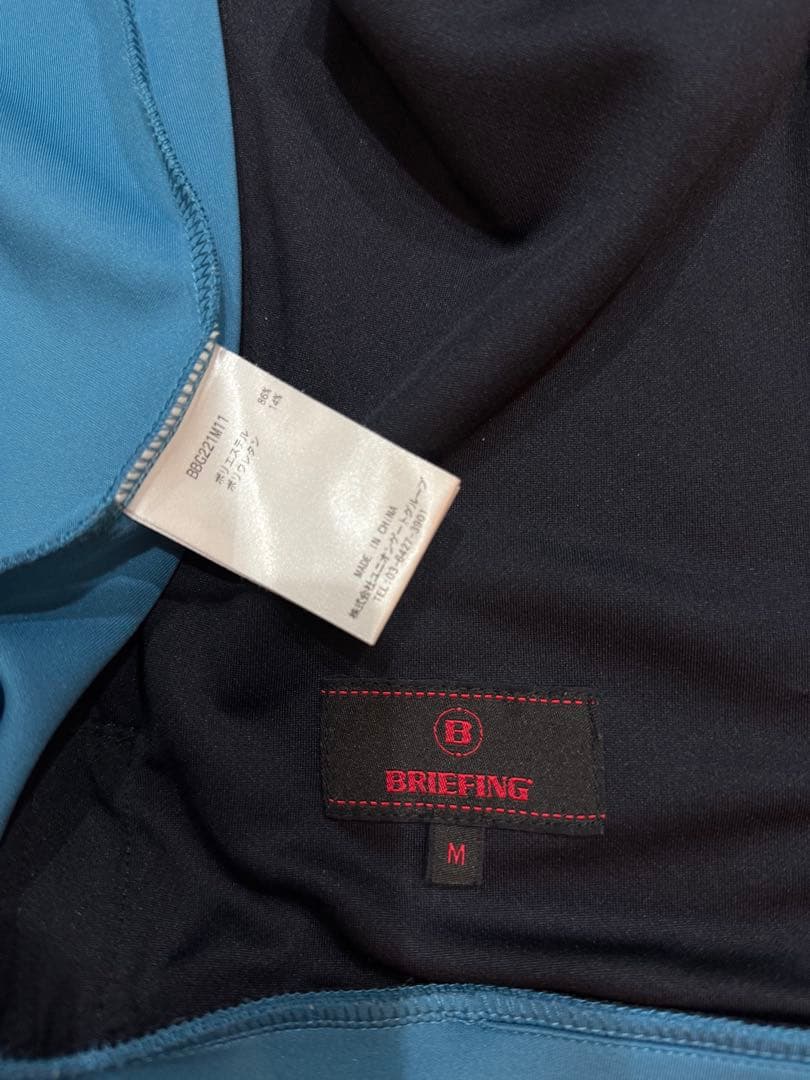 BBG221M11
ポリエステル 86%
ポリウレタン 14%
MADE IN CHINA
株式会社ユニオンゲートグループ
TEL:03-6427-3901
B
BRIEFING
M